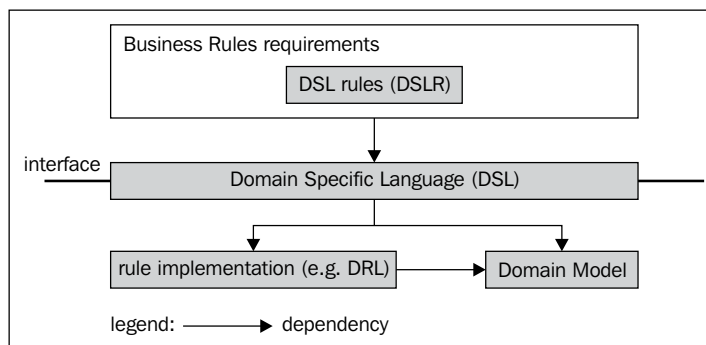 Business Rules requirements
DSL rules (DSLR)
interface
Domain Specific Language (DSL)
rule implementation (e.g. DRL)
Domain Model
legend:
dependency